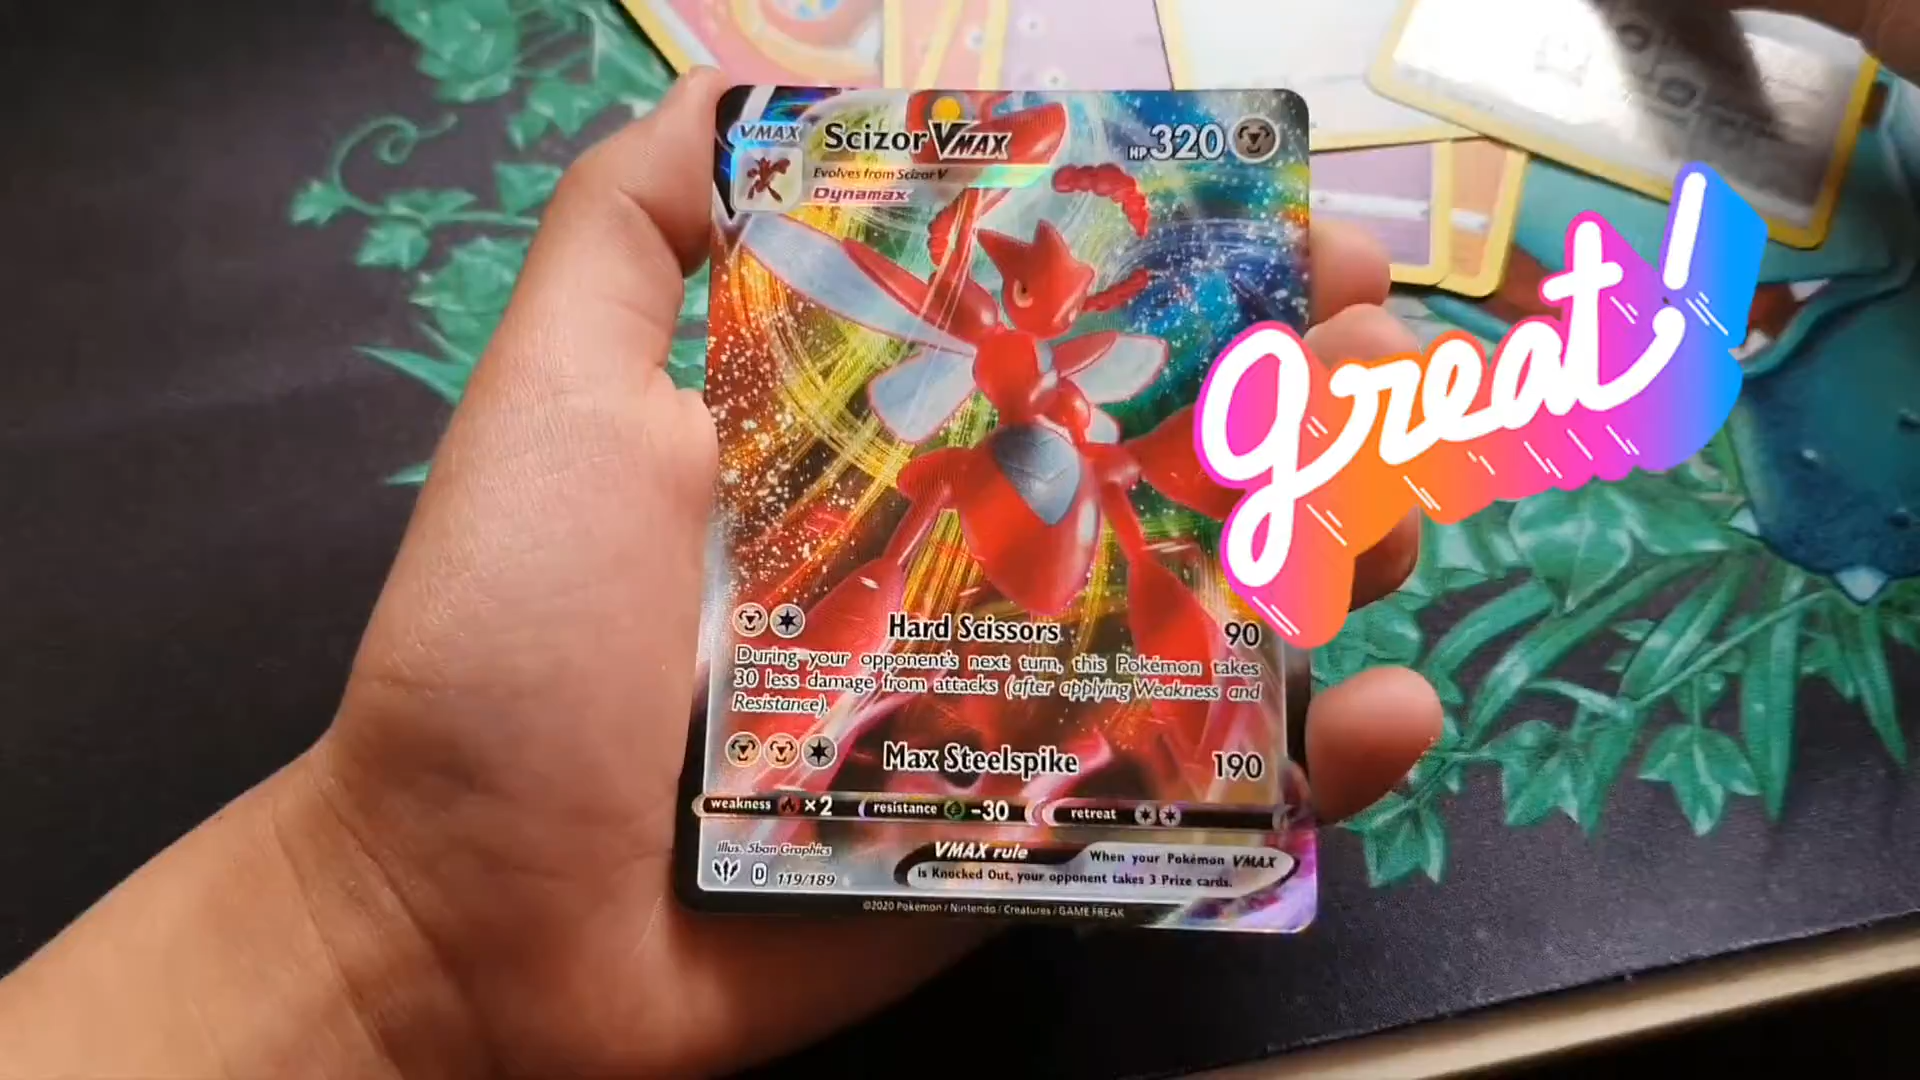 VMAX
Scizor VMAX
HP 320
Evolves from Scizor V
Dynamax
great!
Hard Scissors 90
During your opponent's next turn, this Pokémon takes
30 less damage from attacks (after applying Weakness and
Resistance).
Max Steelspike 190
weakness ×2 resistance -30 retreat
Illus. 5ban Graphics
VMAX rule When your Pokémon VMAX
is Knocked Out, your opponent takes 3 Prize cards.
D 119/189
©2020 Pokémon / Nintendo / Creatures / GAME FREAK